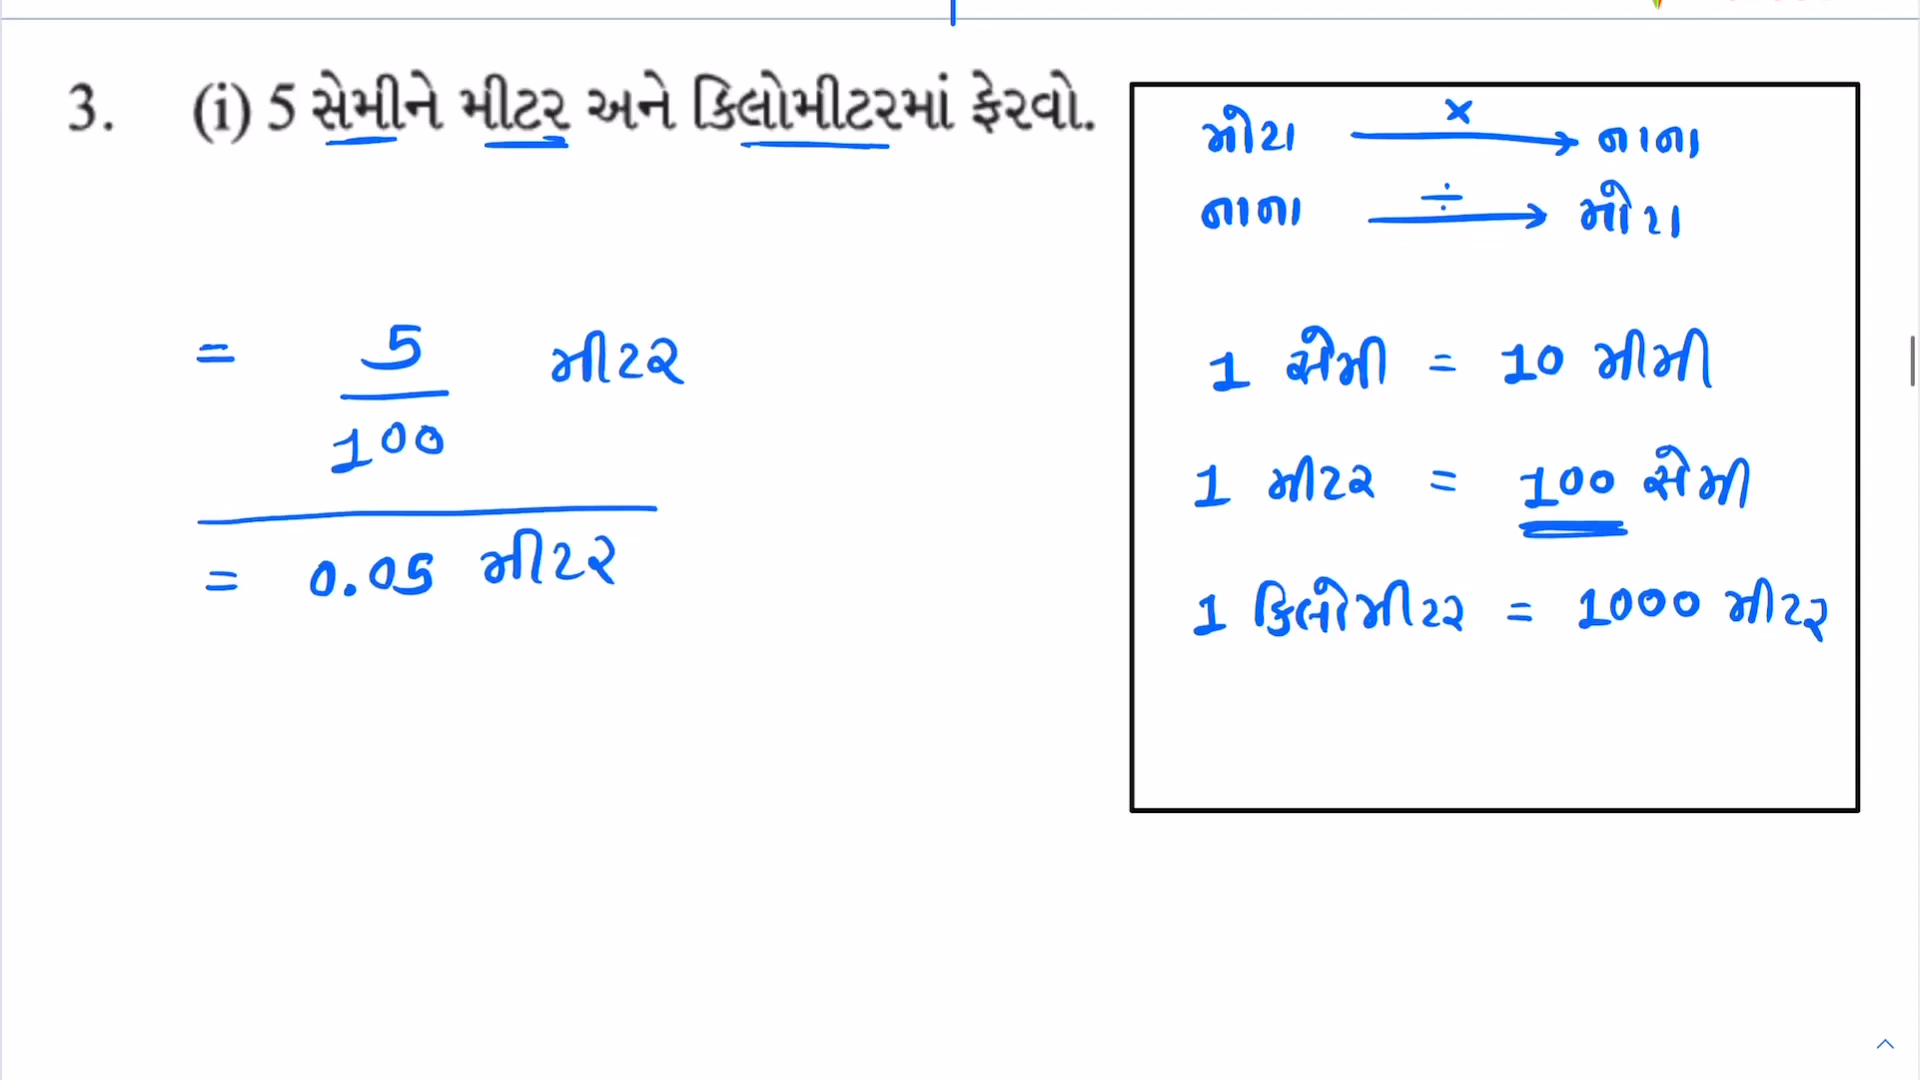 3. (i) 5 સેમીને મીટર અને કિલોમીટરમાં ફેરવો.
= 5/100 મીટર
= 0.05 મીટર
મોટા × → નાના
નાના ÷ → મોટા
1 સેમી = 10 મીમી
1 મીટર = 100 સેમી
1 કિલોમીટર = 1000 મીટર